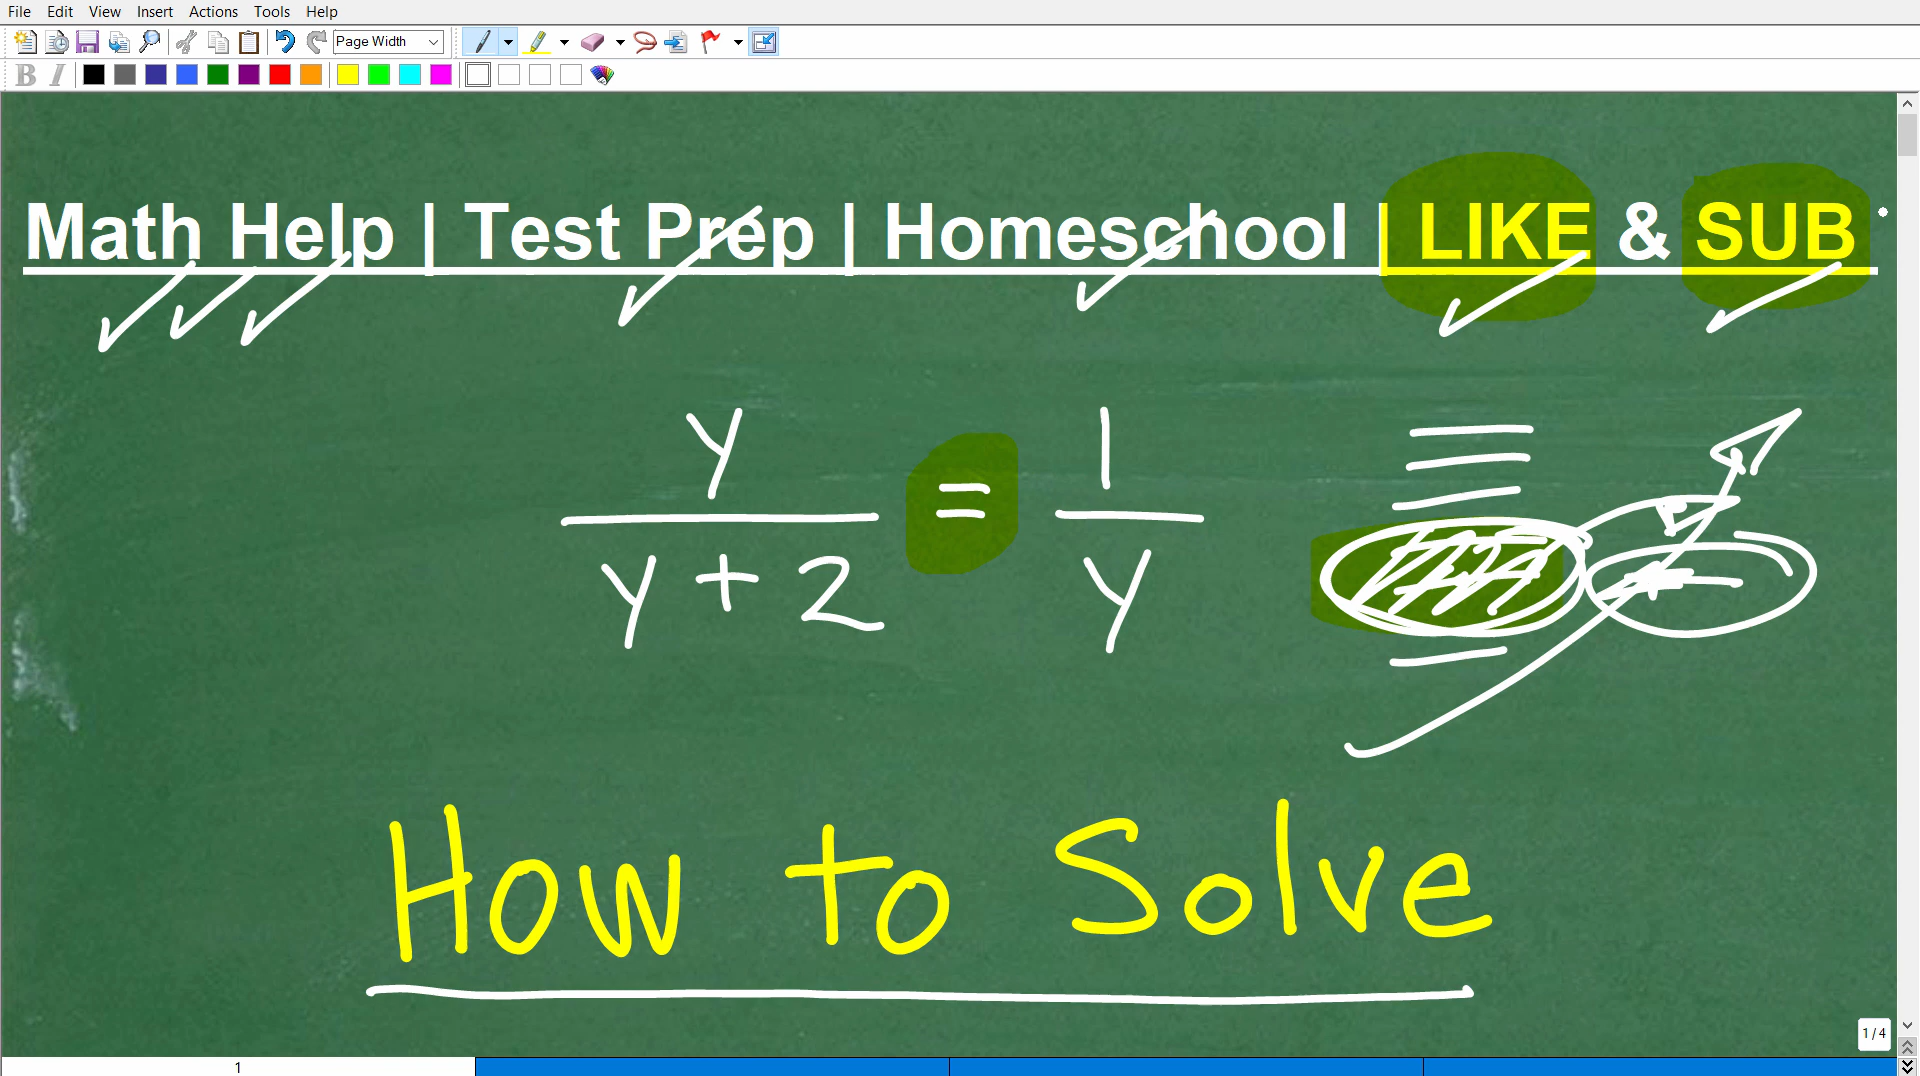 File Edit View Insert Actions Tools Help
Page Width
B I
Math Help | Test Prep | Homeschool | LIKE & SUB
y / y + 2 = 1 / y
How to Solve
1 / 4
1